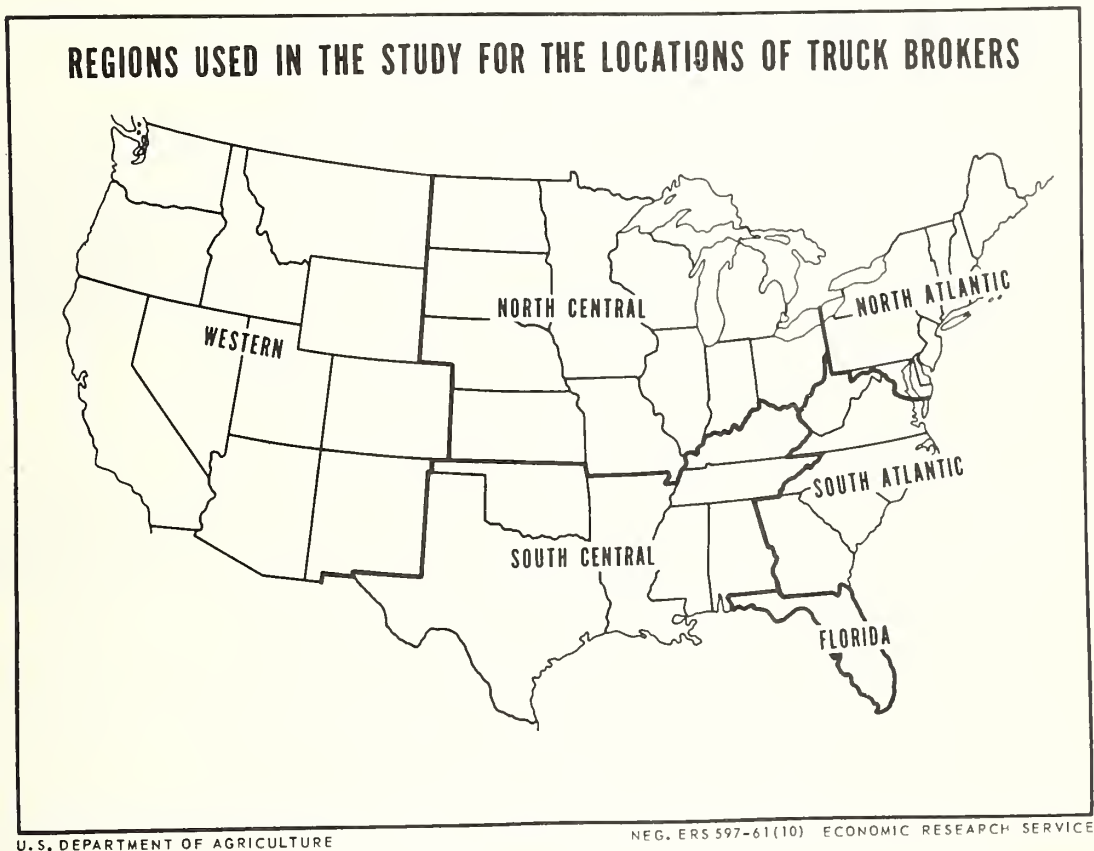 REGIONS USED IN THE STUDY FOR THE LOCATIONS OF TRUCK BROKERS
NORTH ATLANTIC
NORTH CENTRAL
WESTERN
SOUTH ATLANTIC
SOUTH CENTRAL
FLORIDA
U.S. DEPARTMENT OF AGRICULTURE
NEG. ERS 597-61(10) ECONOMIC RESEARCH SERVICE